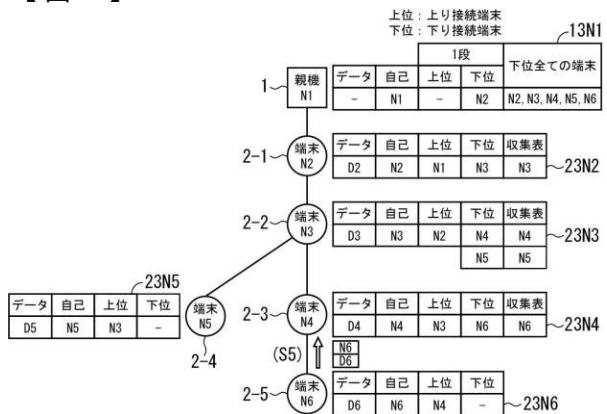 上位：上り接続端末
下位：下り接続端末
13N1
1段
下位全ての端末
データ 自己 上位 下位
- N1 - N2 N2, N3, N4, N5, N6
1
親機
N1
2-1
端末
N2
データ 自己 上位 下位 収集表
D2 N2 N1 N3 N3
23N2
2-2
端末
N3
データ 自己 上位 下位 収集表
D3 N3 N2 N4 N4
N5 N5
23N3
23N5
データ 自己 上位 下位
D5 N5 N3 -
端末
N5
2-4
2-3
端末
N4
データ 自己 上位 下位 収集表
D4 N4 N3 N6 N6
23N4
(S5)
N6
D6
2-5
端末
N6
データ 自己 上位 下位
D6 N6 N4 -
23N6